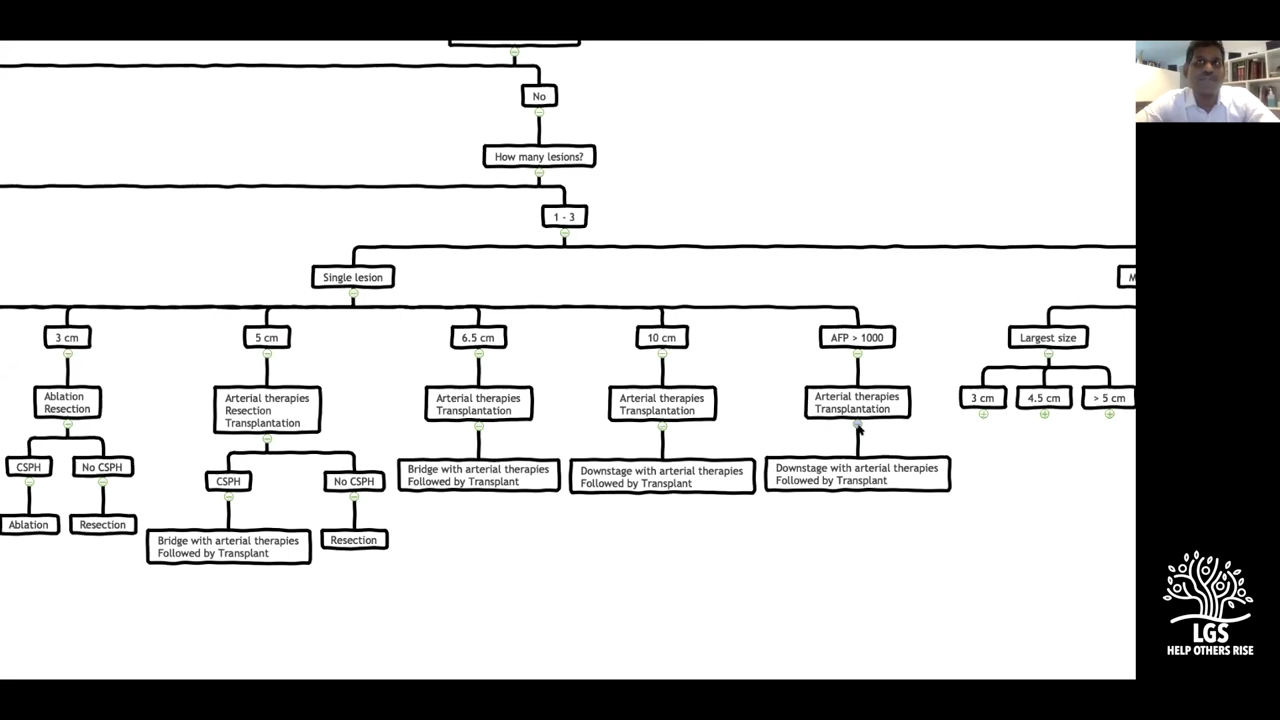 No
How many lesions?
1 - 3
Single lesion
3 cm
5 cm
6.5 cm
10 cm
AFP > 1000
Largest size
Ablation
Resection
Arterial therapies
Resection
Transplantation
Arterial therapies
Transplantation
Arterial therapies
Transplantation
Arterial therapies
Transplantation
3 cm
4.5 cm
> 5 cm
CSPH
No CSPH
CSPH
No CSPH
Bridge with arterial therapies
Followed by Transplant
Downstage with arterial therapies
Followed by Transplant
Downstage with arterial therapies
Followed by Transplant
Ablation
Resection
Bridge with arterial therapies
Followed by Transplant
Resection
LGS
HELP OTHERS RISE